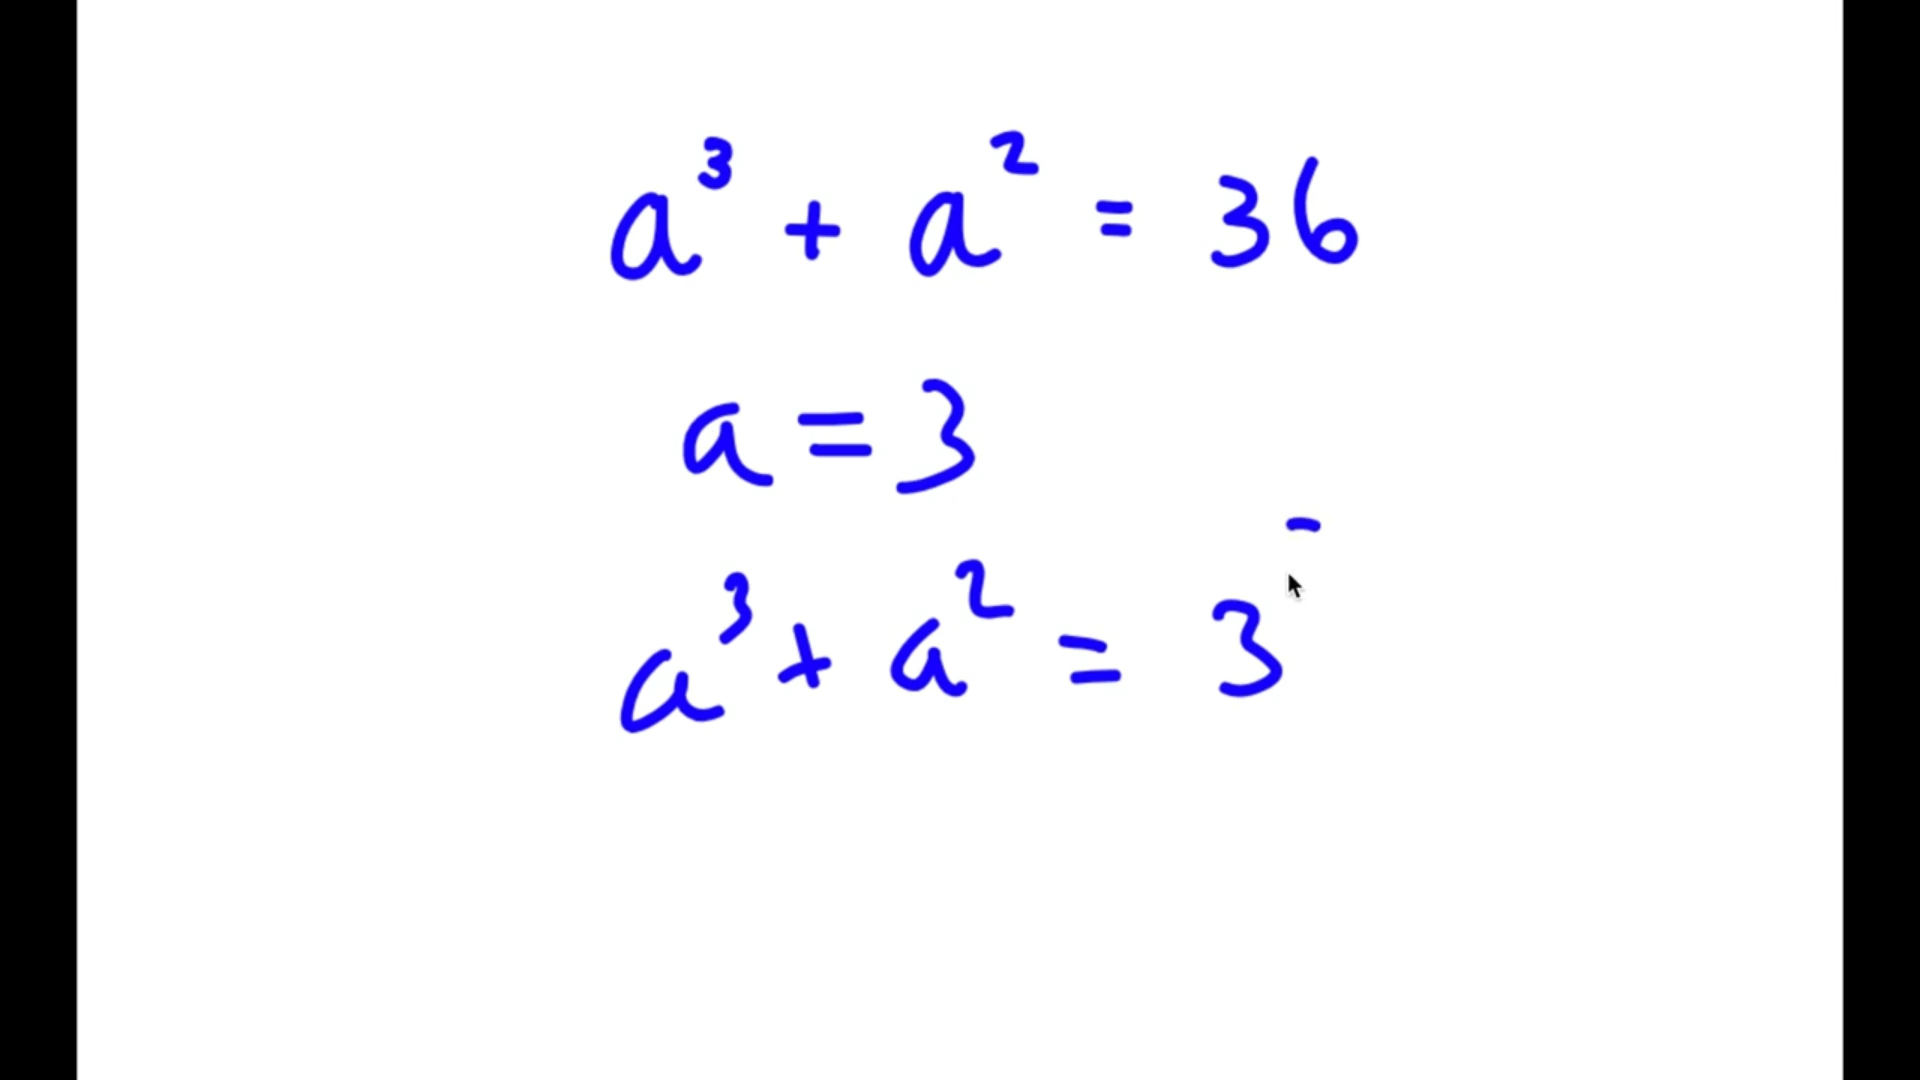 a³ + a² = 36
a = 3
a³ + a² = 3⁻